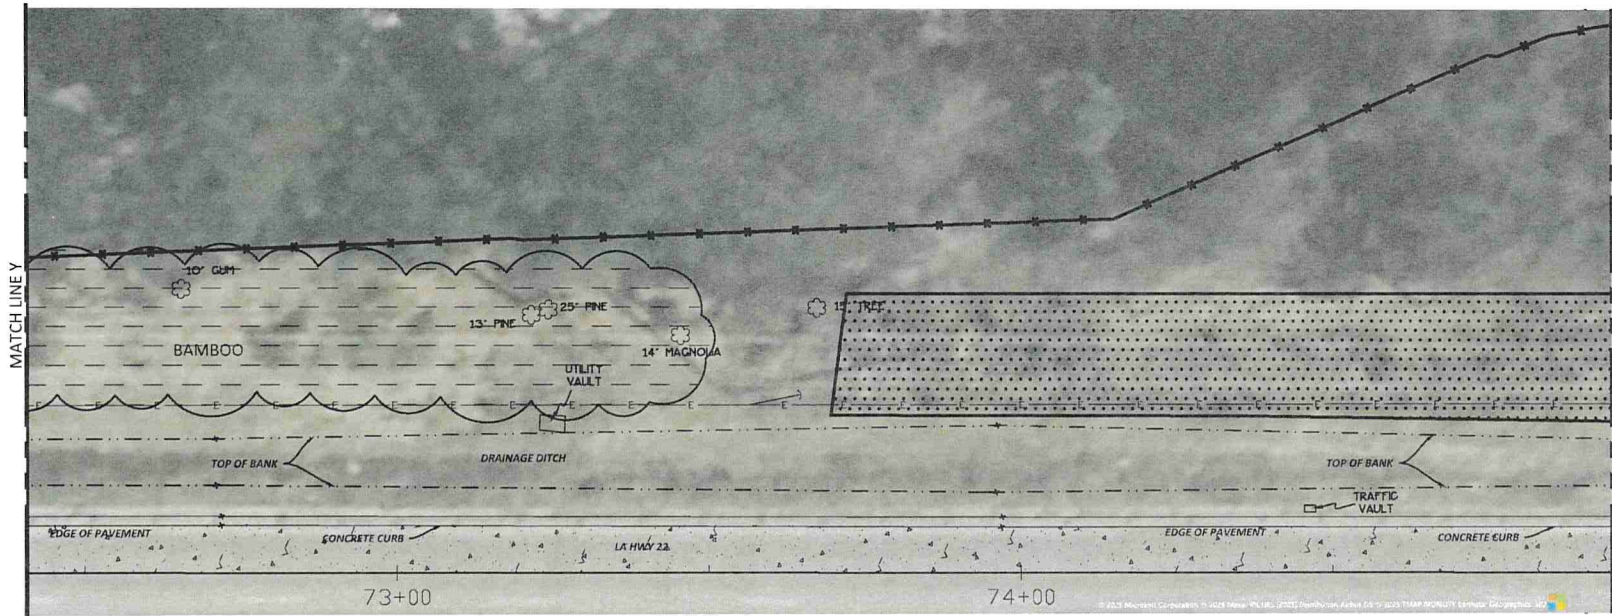 MATCH LINE Y
10" GUM
25" PINE
13" PINE
BAMBOO
14" MAGNOLIA
UTILITY
VAULT
15" TREE
E E E E E E E E E E E E E E E E E E E E E
TOP OF BANK
DRAINAGE DITCH
TOP OF BANK
TRAFFIC
VAULT
EDGE OF PAVEMENT
CONCRETE CURB
LA HWY 22
EDGE OF PAVEMENT
CONCRETE CURB
73+00
74+00